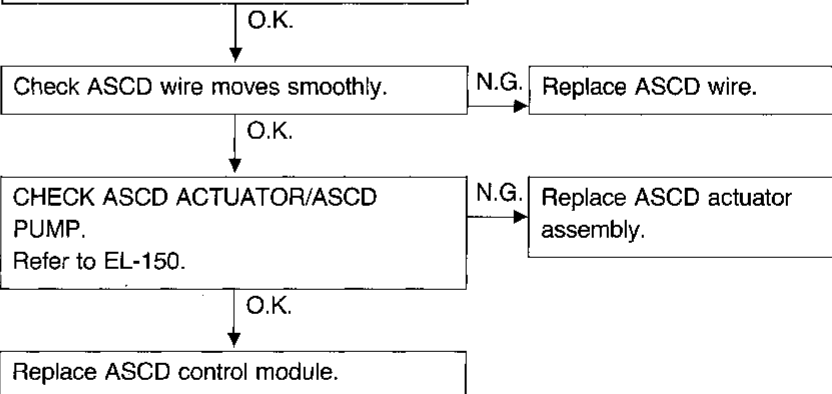 O.K.
Check ASCD wire moves smoothly.
N.G.
Replace ASCD wire.
O.K.
CHECK ASCD ACTUATOR/ASCD
PUMP.
Refer to EL-150.
N.G.
Replace ASCD actuator
assembly.
O.K.
Replace ASCD control module.